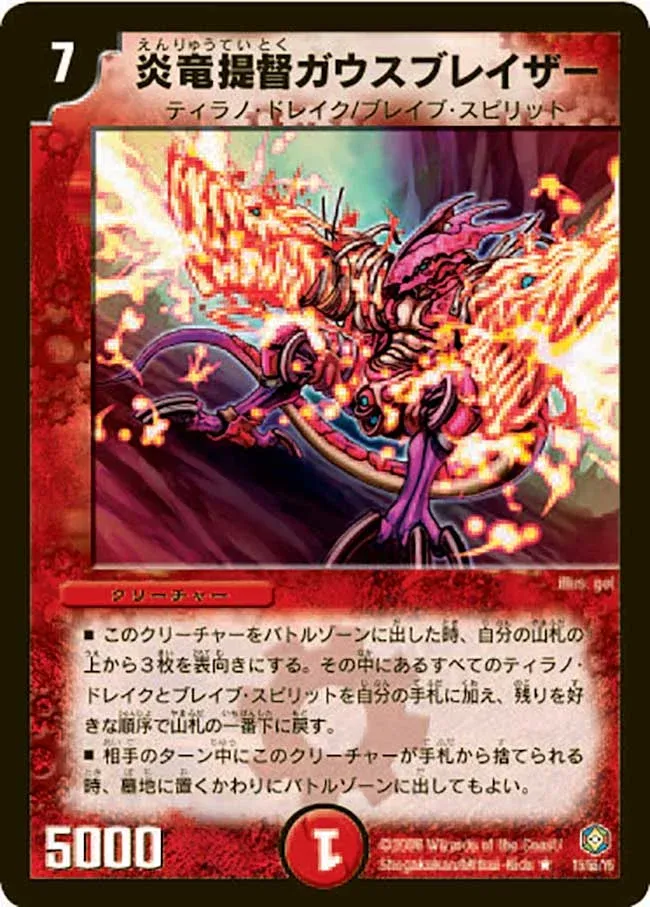 7
えんりゅうていとく
炎竜提督ガウスブレイザー
ティラノ・ドレイク/ブレイブ・スピリット
illus. gol
クリーチャー
■ このクリーチャーをバトルゾーンに出した時、自分の山札の
上から3枚を表向きにする。その中にあるすべてのティラノ・
ドレイクとブレイブ・スピリットを自分の手札に加え、残りを好
きな順序で山札の一番下に戻す。
■ 相手のターン中にこのクリーチャーが手札から捨てられる
時、墓地に置くかわりにバトルゾーンに出してもよい。
5000
1
©2006 Wizards of the Coast/
Shogakukan/Mitsui-Kids ★